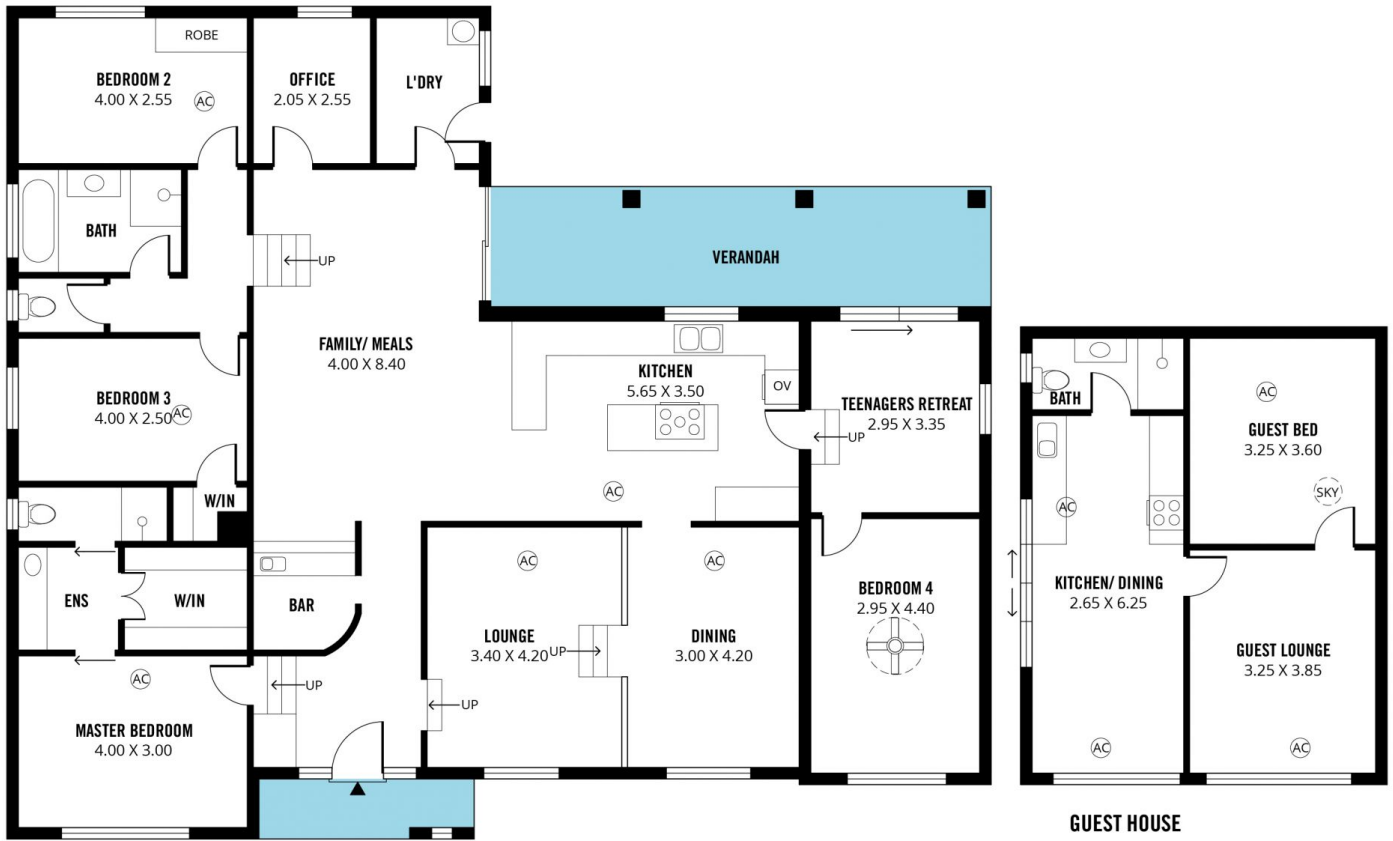 ROBE
BEDROOM 2
4.00 X 2.55
AC
OFFICE
2.05 X 2.55
L'DRY
BATH
UP
VERANDAH
FAMILY/ MEALS
4.00 X 8.40
BEDROOM 3
4.00 X 2.50
AC
KITCHEN
5.65 X 3.50
OV
AC
TEENAGERS RETREAT
2.95 X 3.35
UP
W/IN
ENS
W/IN
BAR
AC
LOUNGE
3.40 X 4.20
UP
AC
DINING
3.00 X 4.20
BEDROOM 4
2.95 X 4.40
AC
MASTER BEDROOM
4.00 X 3.00
UP
UP
BATH
AC
GUEST BED
3.25 X 3.60
SKY
AC
KITCHEN/ DINING
2.65 X 6.25
AC
GUEST LOUNGE
3.25 X 3.85
AC
GUEST HOUSE